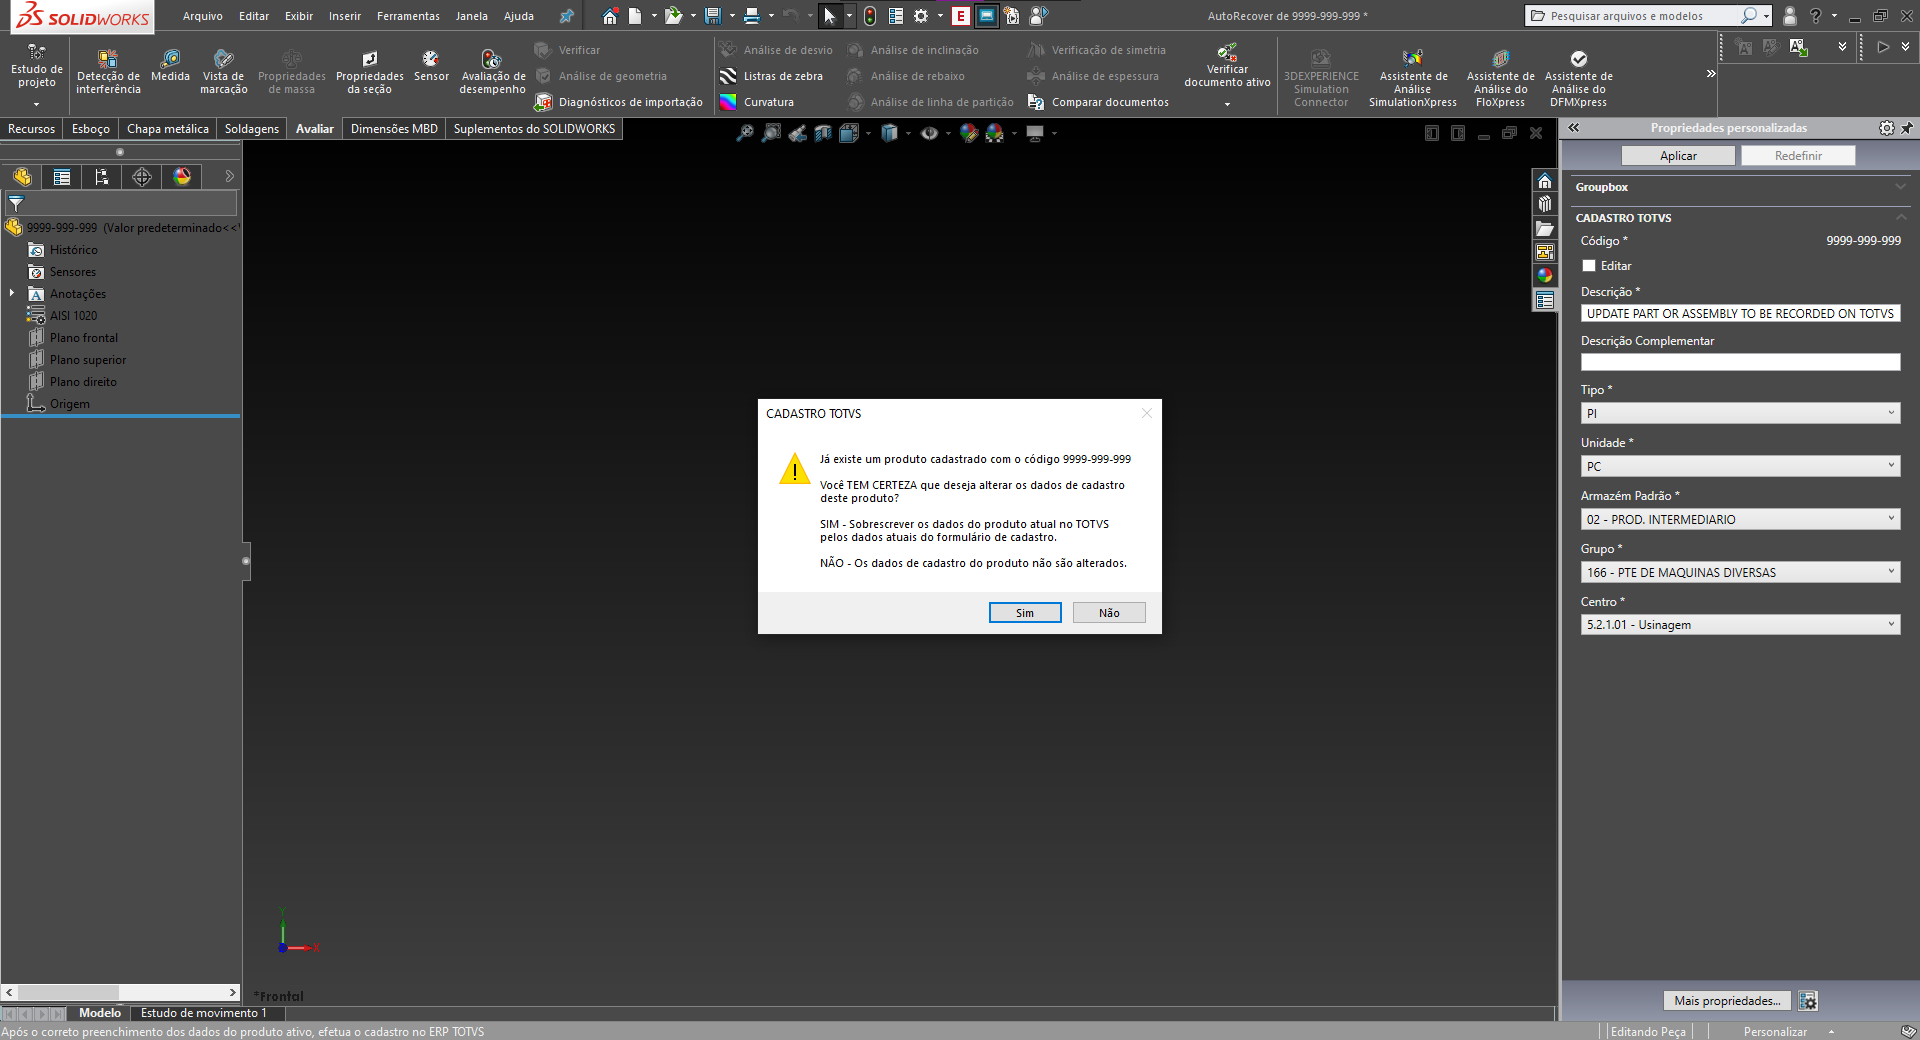 SOLIDWORKS
Arquivo
Editar
Exibir
Inserir
Ferramentas
Janela
Ajuda
E
AutoRecover de 9999-999-999 *
Pesquisar arquivos e modelos
?
Estudo de
projeto
Detecção de
interferência
Medida
Vista de
marcação
Propriedades
de massa
Propriedades
da seção
Sensor
Avaliação de
desempenho
Verificar
Análise de geometria
Diagnósticos de importação
Análise de desvio
Listras de zebra
Curvatura
Análise de inclinação
Análise de rebaixo
Análise de linha de partição
Verificação de simetria
Análise de espessura
Comparar documentos
Verificar
documento ativo
3DEXPERIENCE
Simulation
Connector
Assistente de
Análise
SimulationXpress
Assistente de
Análise do
FloXpress
Assistente de
Análise do
DFMXpress
Recursos
Esboço
Chapa metálica
Soldagens
Avaliar
Dimensões MBD
Suplementos do SOLIDWORKS
9999-999-999 (Valor predeterminado<<
Histórico
Sensores
Anotações
AISI 1020
Plano frontal
Plano superior
Plano direito
Origem
CADASTRO TOTVS
Já existe um produto cadastrado com o código 9999-999-999
Você TEM CERTEZA que deseja alterar os dados de cadastro
deste produto?
SIM - Sobrescrever os dados do produto atual no TOTVS
pelos dados atuais do formulário de cadastro.
NÃO - Os dados de cadastro do produto não são alterados.
Sim
Não
Y
X
*Frontal
Propriedades personalizadas
Aplicar
Redefinir
Groupbox
CADASTRO TOTVS
Código *
9999-999-999
Editar
Descrição *
UPDATE PART OR ASSEMBLY TO BE RECORDED ON TOTVS
Descrição Complementar
Tipo *
PI
Unidade *
PC
Armazém Padrão *
02 - PROD. INTERMEDIARIO
Grupo *
166 - PTE DE MAQUINAS DIVERSAS
Centro *
5.2.1.01 - Usinagem
Mais propriedades...
Modelo
Estudo de movimento 1
Após o correto preenchimento dos dados do produto ativo, efetua o cadastro no ERP TOTVS
Editando Peça
Personalizar